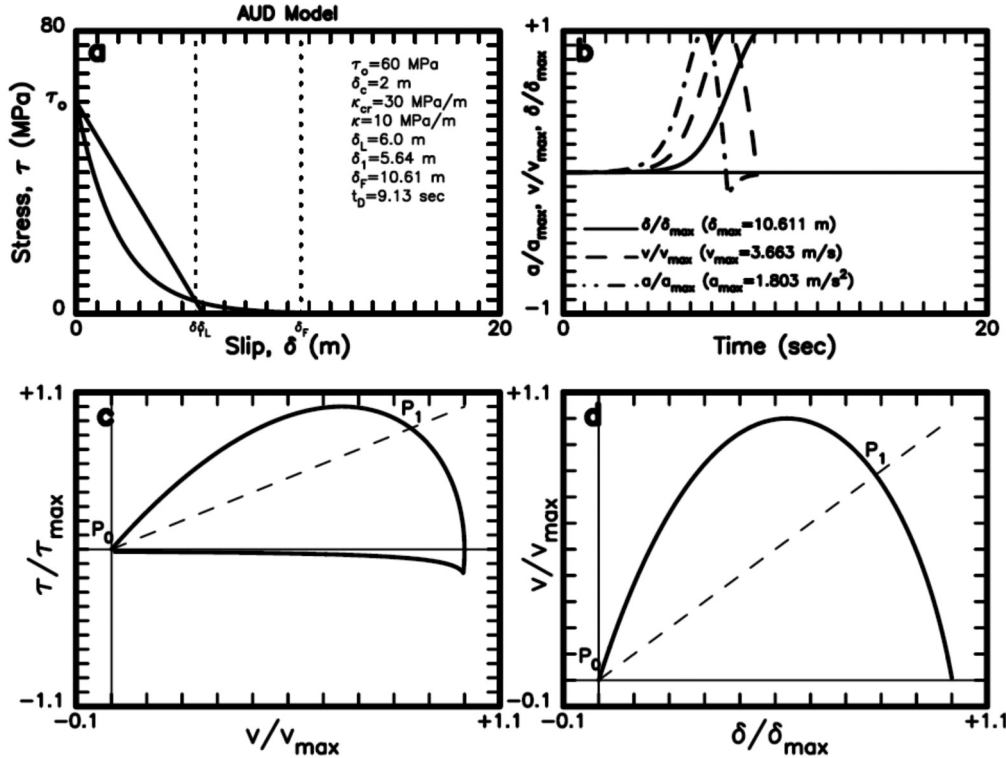 AUD Model
80
a
τo
Stress, τ (MPa)
τo=60 MPa
δc=2 m
κcr=30 MPa/m
κ=10 MPa/m
δL=6.0 m
δ1=5.64 m
δF=10.61 m
tD=9.13 sec
0
0
δL
δF
20
Slip, δ (m)
+1
b
a/amax, v/vmax, δ/δmax
δ/δmax (δmax=10.611 m)
v/vmax (vmax=3.663 m/s)
a/amax (amax=1.803 m/s²)
-1
0
20
Time (sec)
+1.1
c
P1
P0
τ/τmax
-1.1
-0.1
+1.1
v/vmax
+1.1
d
P1
P0
v/vmax
-0.1
-0.1
+1.1
δ/δmax